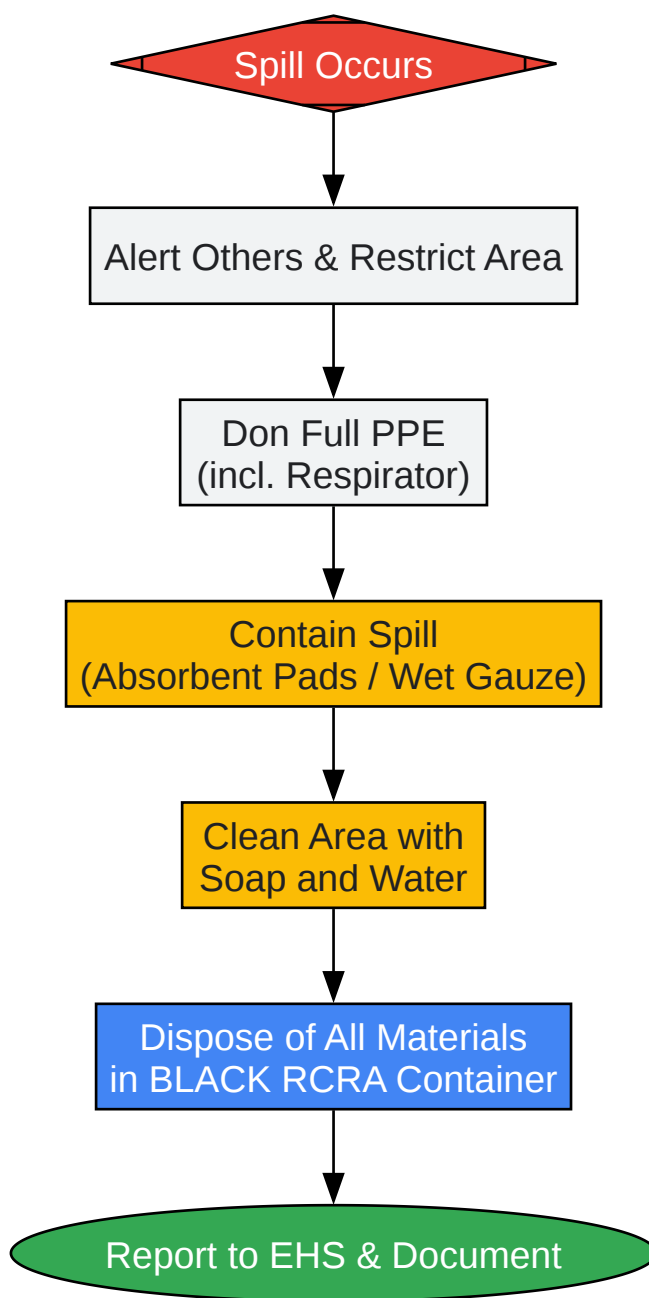 Spill Occurs
Alert Others & Restrict Area
Don Full PPE
(incl. Respirator)
Contain Spill
(Absorbent Pads / Wet Gauze)
Clean Area with
Soap and Water
Dispose of All Materials
in BLACK RCRA Container
Report to EHS & Document